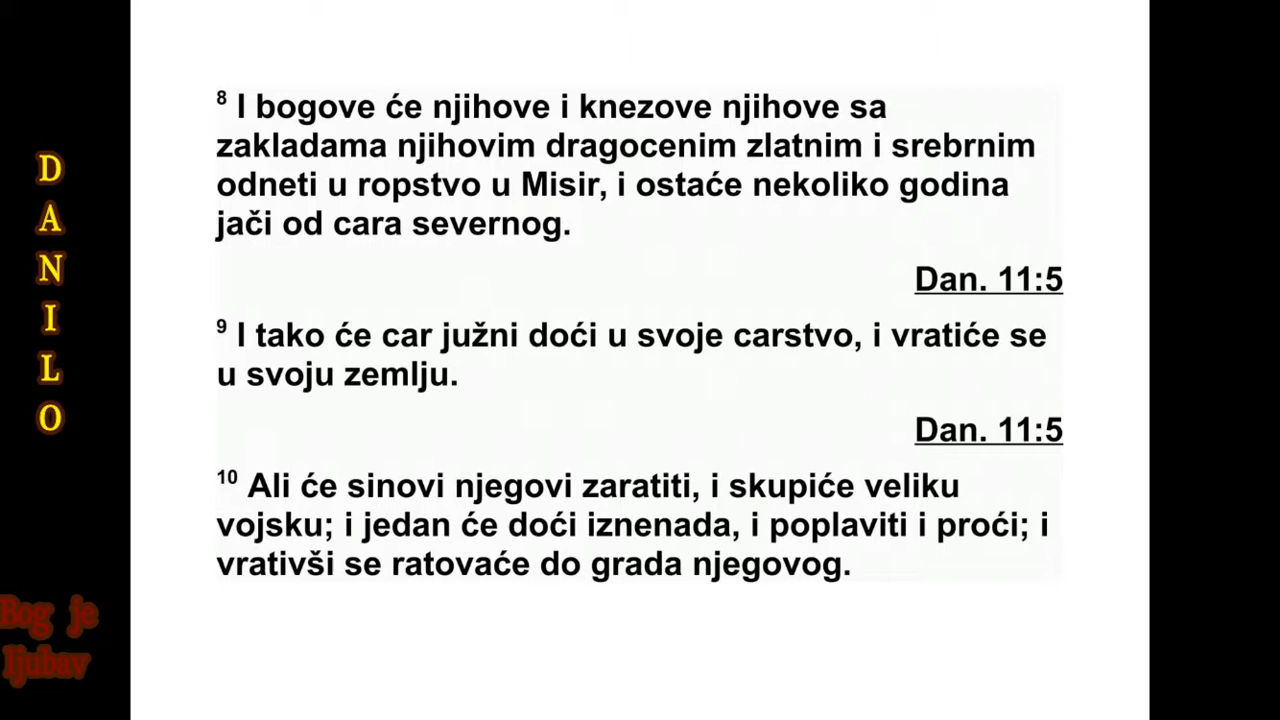 D
A
N
I
L
O
Bog je
ljubav
8 I bogove će njihove i knezove njihove sa
zakladama njihovim dragocenim zlatnim i srebrnim
odneti u ropstvo u Misir, i ostaće nekoliko godina
jači od cara severnog.
Dan. 11:5
9 I tako će car južni doći u svoje carstvo, i vratiće se
u svoju zemlju.
Dan. 11:5
10 Ali će sinovi njegovi zaratiti, i skupiće veliku
vojsku; i jedan će doći iznenada, i poplaviti i proći; i
vrativši se ratovaće do grada njegovog.